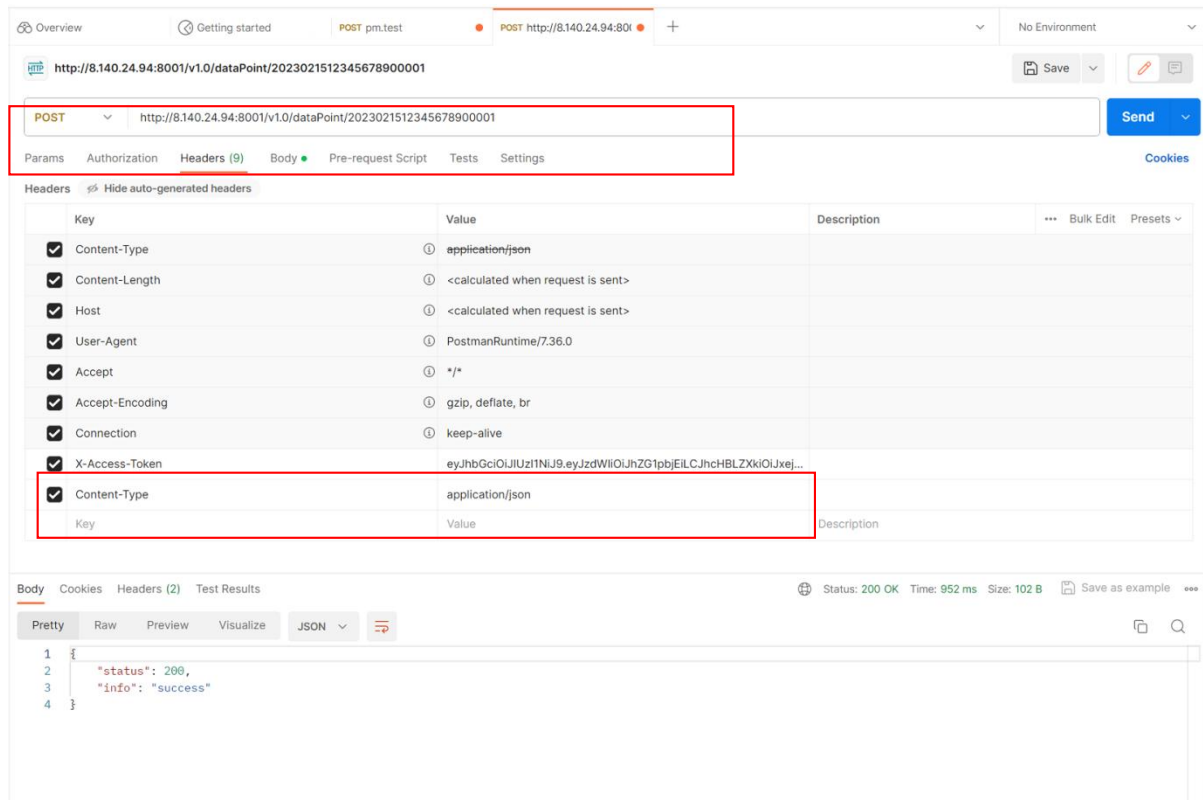 Overview Getting started POST pm.test POST http://8.140.24.94:80( No Environment
HTTP http://8.140.24.94:8001/v1.0/dataPoint/2023021512345678900001 Save
POST http://8.140.24.94:8001/v1.0/dataPoint/2023021512345678900001 Send
Params Authorization Headers (9) Body Pre-request Script Tests Settings Cookies
Headers Hide auto-generated headers
Key Value Description Bulk Edit Presets
Content-Type application/json
Content-Length <calculated when request is sent>
Host <calculated when request is sent>
User-Agent PostmanRuntime/7.36.0
Accept */*
Accept-Encoding gzip, deflate, br
Connection keep-alive
X-Access-Token eyJhbGciOiJIUzI1NiJ9.eyJzdWIiOiJhZG1pbjEiLCJhcHBLZXkiOiJxej...
Content-Type application/json
Key Value Description
Body Cookies Headers (2) Test Results Status: 200 OK Time: 952 ms Size: 102 B Save as example
Pretty Raw Preview Visualize JSON
1 {
2 "status": 200,
3 "info": "success"
4 }